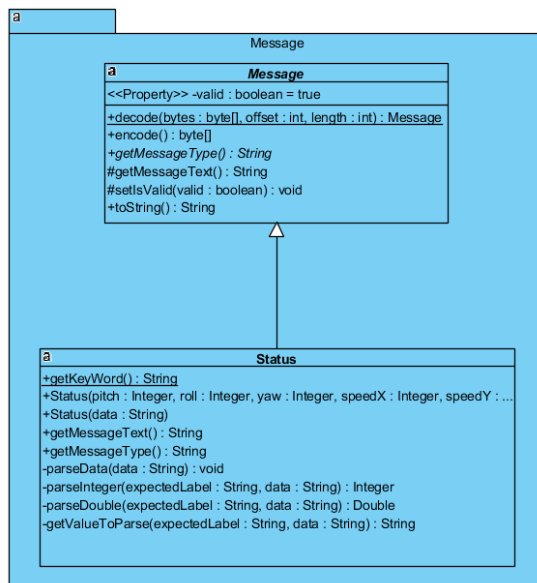 a
Message
a
Message
<<Property>> -valid : boolean = true
+decode(bytes : byte[], offset : int, length : int) : Message
+encode() : byte[]
+getMessageType() : String
#getMessageText() : String
#setIsValid(valid : boolean) : void
+toString() : String
a
Status
+getKeyWord() : String
+Status(pitch : Integer, roll : Integer, yaw : Integer, speedX : Integer, speedY : ...
+Status(data : String)
+getMessageText() : String
+getMessageType() : String
-parseData(data : String) : void
-parseInteger(expectedLabel : String, data : String) : Integer
-parseDouble(expectedLabel : String, data : String) : Double
-getValueToParse(expectedLabel : String, data : String) : String